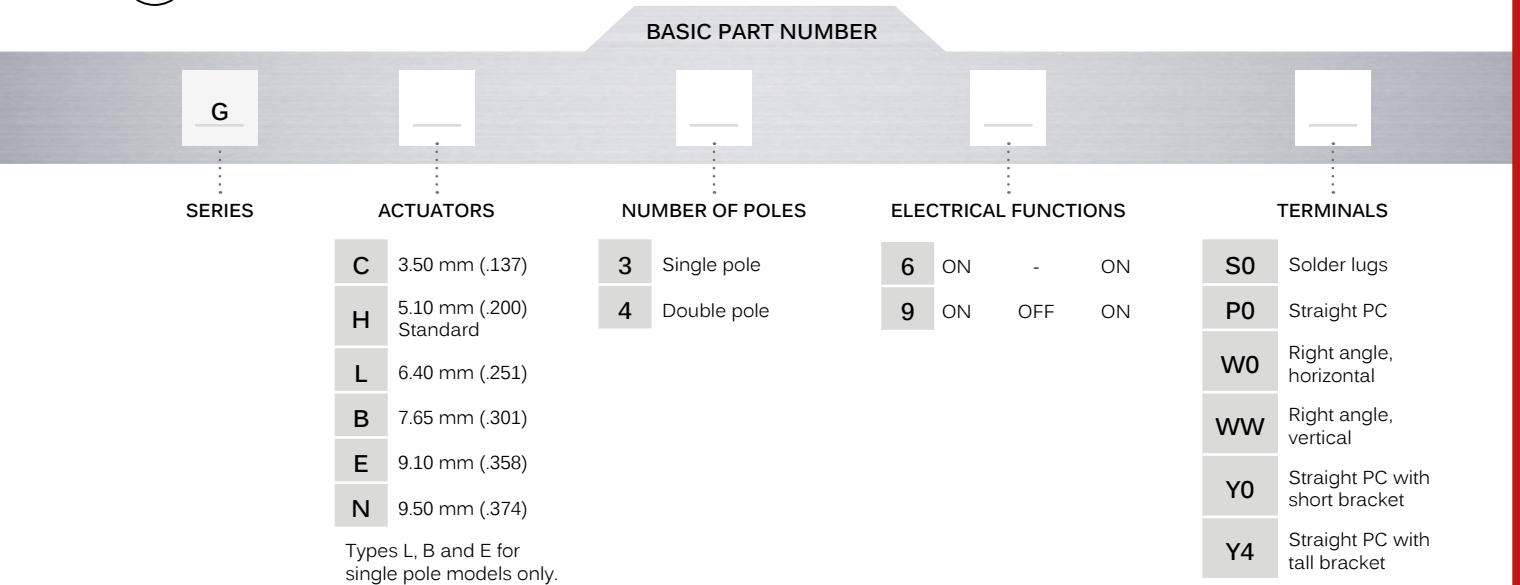 BASIC PART NUMBER
G
SERIES
ACTUATORS
C 3.50 mm (.137)
H 5.10 mm (.200)
Standard
L 6.40 mm (.251)
B 7.65 mm (.301)
E 9.10 mm (.358)
N 9.50 mm (.374)
Types L, B and E for
single pole models only.
NUMBER OF POLES
3 Single pole
4 Double pole
ELECTRICAL FUNCTIONS
6 ON - ON
9 ON OFF ON
TERMINALS
S0 Solder lugs
P0 Straight PC
W0 Right angle,
horizontal
WW Right angle,
vertical
Y0 Straight PC with
short bracket
Y4 Straight PC with
tall bracket